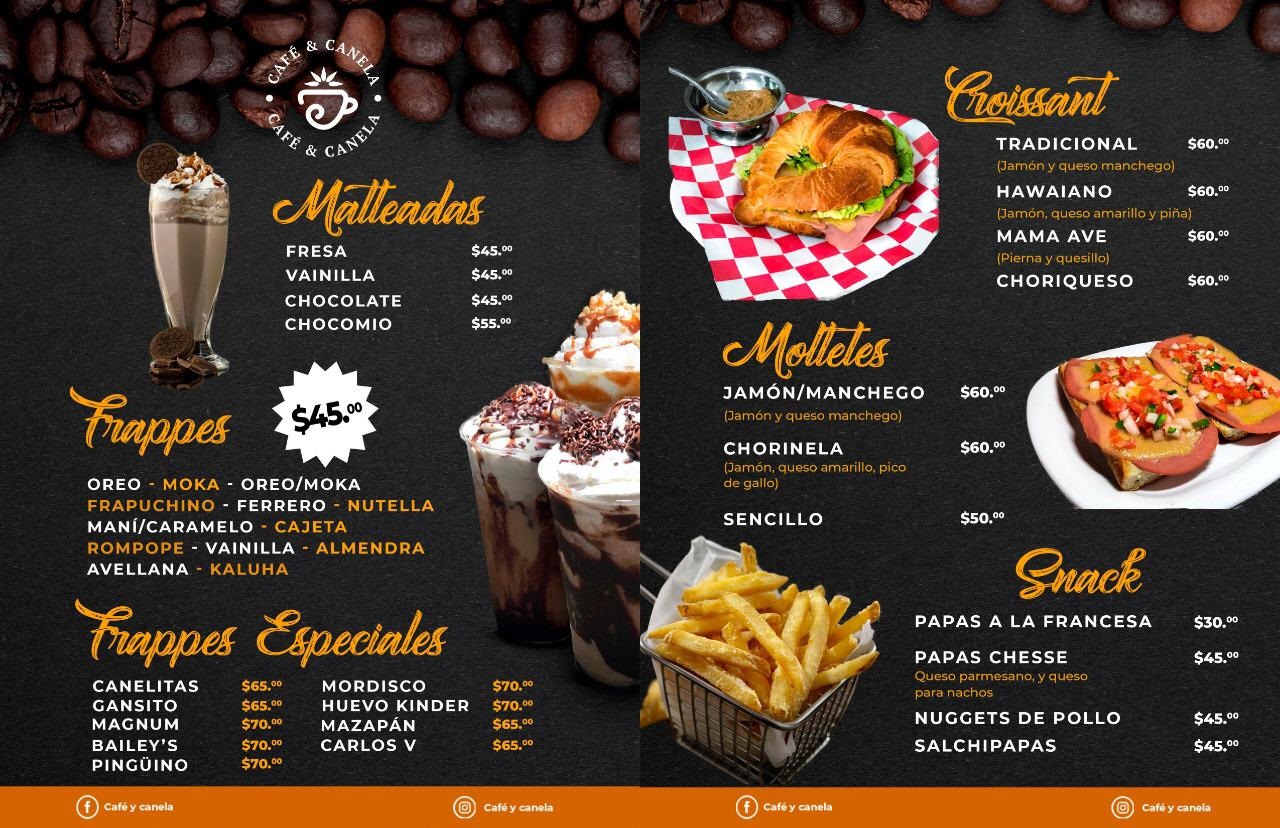 CAFÉ & CANELA
CAFÉ & CANELA
Malteadas
FRESA $45.00
VAINILLA $45.00
CHOCOLATE $45.00
CHOCOMIO $55.00
Frappes
$45.00
OREO - MOKA - OREO/MOKA
FRAPUCHINO - FERRERO - NUTELLA
MANÍ/CARAMELO - CAJETA
ROMPOPE - VAINILLA - ALMENDRA
AVELLANA - KALUHA
Frappes Especiales
CANELITAS $65.00 MORDISCO $70.00
GANSITO $65.00 HUEVO KINDER $70.00
MAGNUM $70.00 MAZAPÁN $65.00
BAILEY'S $70.00 CARLOS V $65.00
PINGÜINO $70.00
Café y canela Café y canela
Croissant
TRADICIONAL $60.00
(Jamón y queso manchego)
HAWAIANO $60.00
(Jamón, queso amarillo y piña)
MAMA AVE $60.00
(Pierna y quesillo)
CHORIQUESO $60.00
Molletes
JAMÓN/MANCHEGO $60.00
(Jamón y queso manchego)
CHORINELA $60.00
(Jamón, queso amarillo, pico
de gallo)
SENCILLO $50.00
Snack
PAPAS A LA FRANCESA $30.00
PAPAS CHESSE $45.00
Queso parmesano, y queso
para nachos
NUGGETS DE POLLO $45.00
SALCHIPAPAS $45.00
Café y canela Café y canela